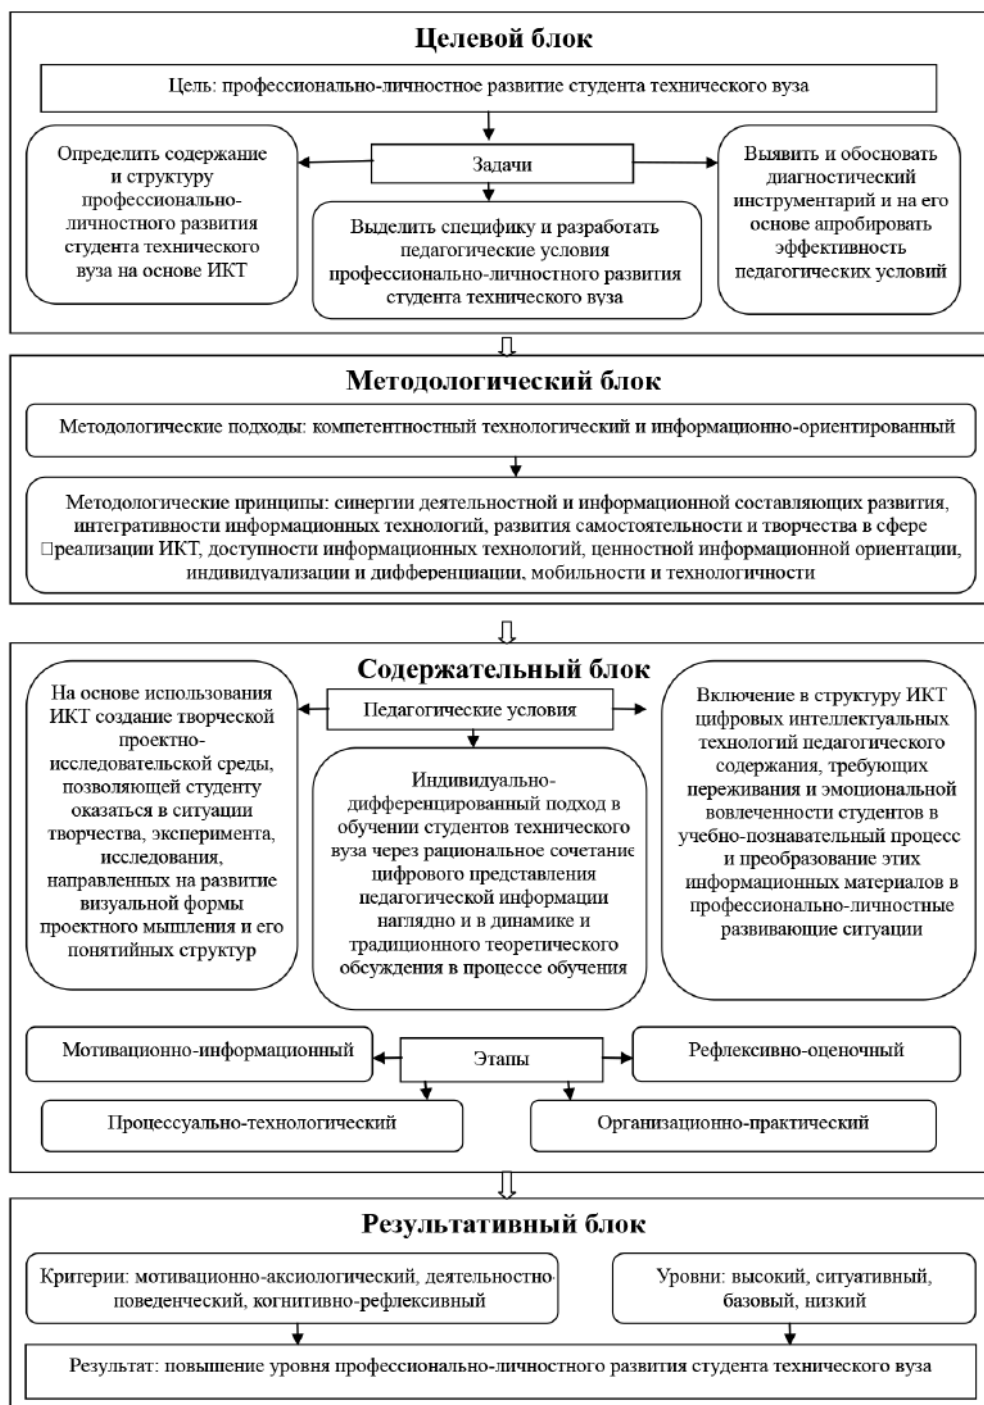 Целевой блок
Цель: профессионально-личностное развитие студента технического вуза
Определить содержание
и структуру
профессионально-
личностного развития
студента технического
вуза на основе ИКТ
Задачи
Выделить специфику и разработать
педагогические условия
профессионально-личностного развития
студента технического вуза
Выявить и обосновать
диагностический
инструментарий и на его
основе апробировать
эффективность
педагогических условий
Методологический блок
Методологические подходы: компетентностный технологический и информационно-ориентированный
Методологические принципы: синергии деятельностной и информационной составляющих развития,
интегративности информационных технологий, развития самостоятельности и творчества в сфере
□реализации ИКТ, доступности информационных технологий, ценностной информационной ориентации,
индивидуализации и дифференциации, мобильности и технологичности
Содержательный блок
На основе использования
ИКТ создание творческой
проектно-
исследовательской среды,
позволяющей студенту
оказаться в ситуации
творчества, эксперимента,
исследования,
направленных на развитие
визуальной формы
проектного мышления и его
понятийных структур
Педагогические условия
Индивидуально-
дифференцированный подход в
обучении студентов технического
вуза через рациональное сочетание
цифрового представления
педагогической информации
наглядно и в динамике и
традиционного теоретического
обсуждения в процессе обучения
Включение в структуру ИКТ
цифровых интеллектуальных
технологий педагогического
содержания, требующих
переживания и эмоциональной
вовлеченности студентов в
учебно-познавательный процесс
и преобразование этих
информационных материалов в
профессионально-личностные
развивающие ситуации
Мотивационно-информационный
Этапы
Рефлексивно-оценочный
Процессуально-технологический
Организационно-практический
Результативный блок
Критерии: мотивационно-аксиологический, деятельностно-
поведенческий, когнитивно-рефлексивный
Уровни: высокий, ситуативный,
базовый, низкий
Результат: повышение уровня профессионально-личностного развития студента технического вуза